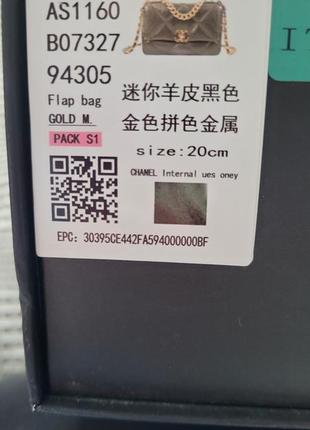 AS1160
B07327
94305
Flap bag
GOLD M.
PACK S1
迷你羊皮黑色
金色拼色金属
size:20cm
CHANEL Internal ues oney
EPC: 30395CE442FA594000000BF
IT